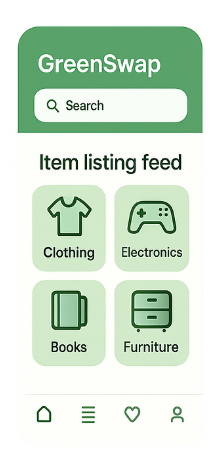 GreenSwap
Search
Item listing feed
Clothing
Electronics
Books
Furniture